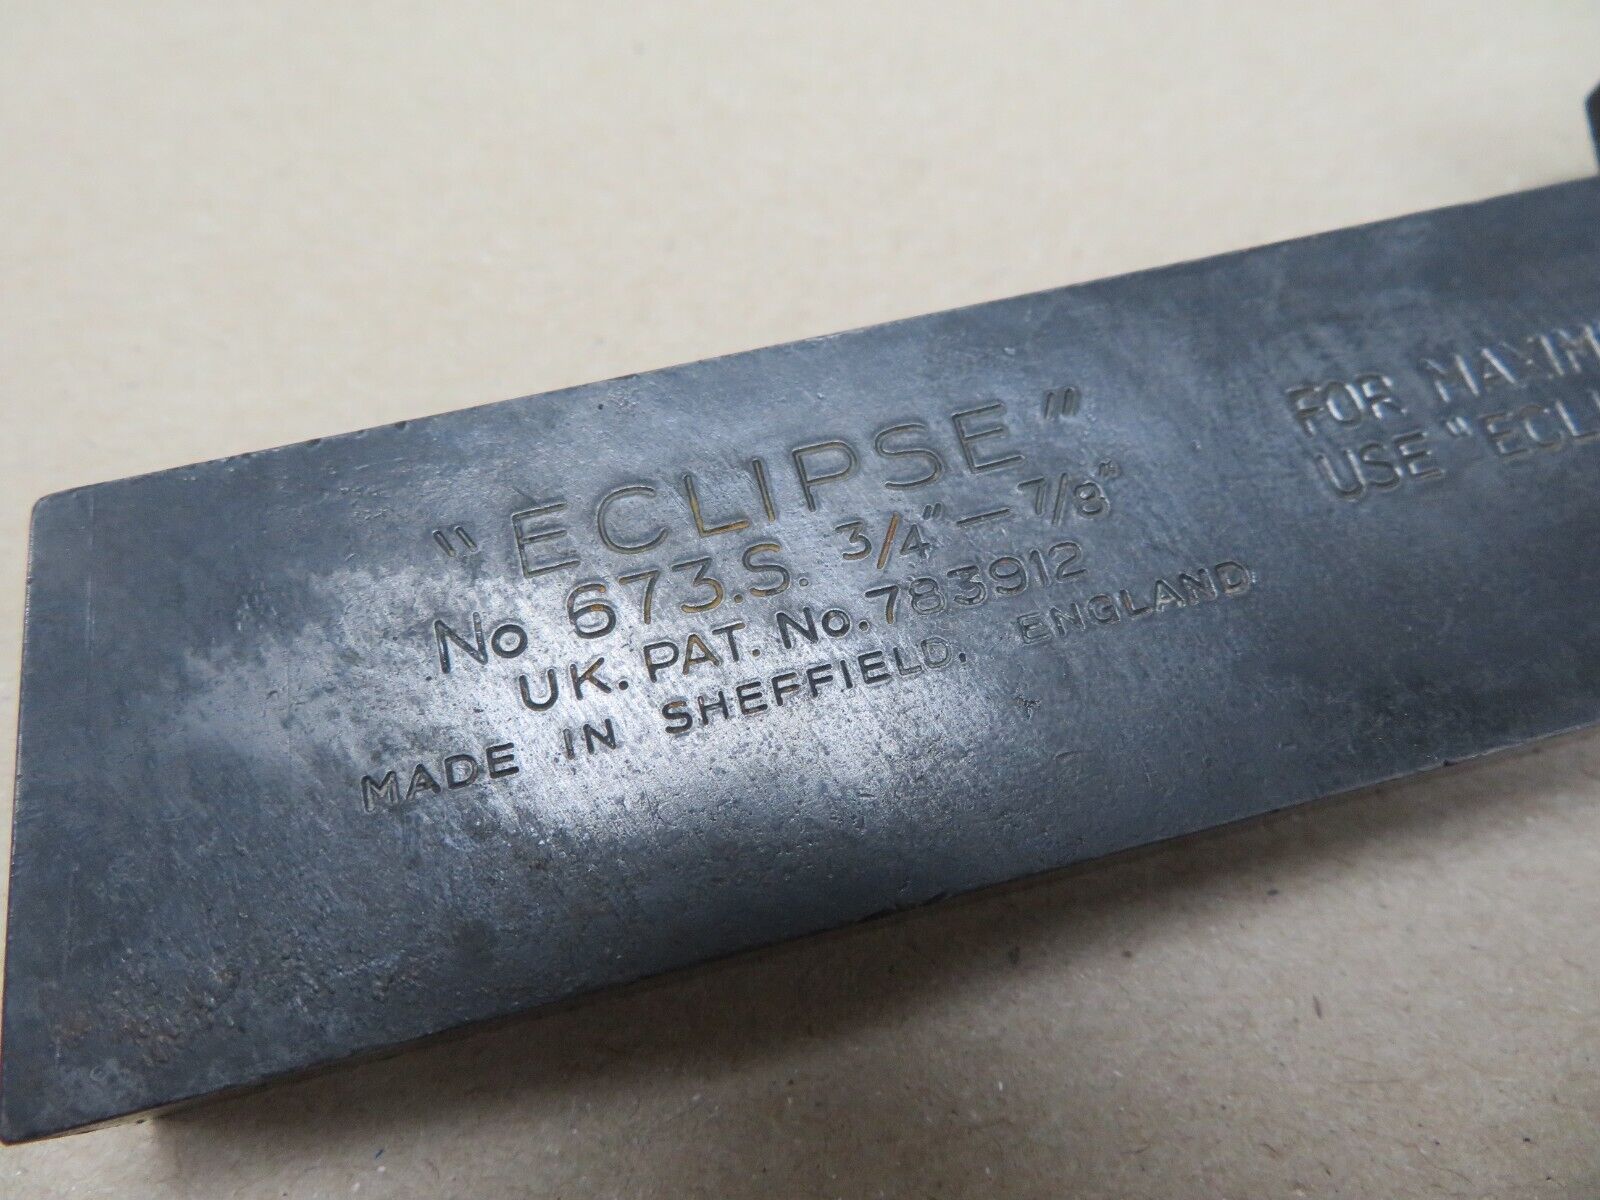 "ECLIPSE"
No 673.S. 3/4"—7/8"
UK. PAT. No. 783912
MADE IN SHEFFIELD, ENGLAND
FOR
USE